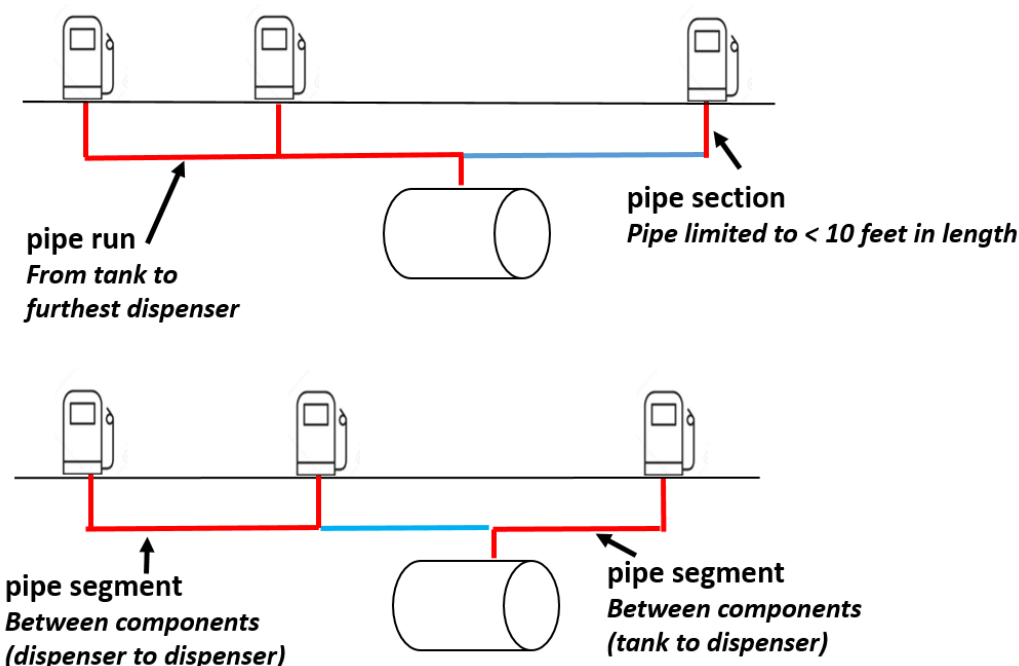 pipe section
Pipe limited to < 10 feet in length
pipe run
From tank to
furthest dispenser
pipe segment
Between components
(dispenser to dispenser)
pipe segment
Between components
(tank to dispenser)